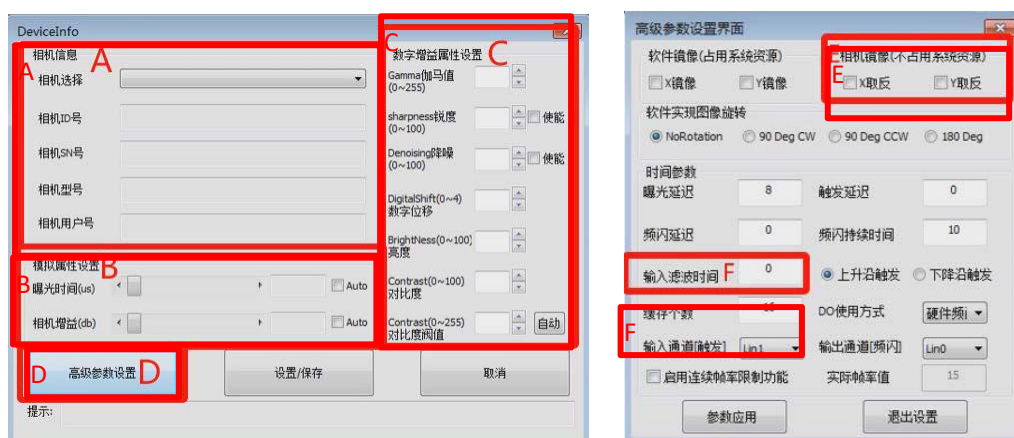 DeviceInfo
相机信息
A
A
相机选择
相机ID号
相机SN号
相机型号
相机用户号
模拟属性设置
B
B
曝光时间(us)
Auto
相机增益(db)
Auto
C
数字增益属性设置
C
Gamma伽马值
(0~255)
sharpness锐度
(0~100)
使能
Denoising降噪
(0~100)
使能
DigitalShift(0~4)
数字位移
BrightNess(0~100)
亮度
Contrast(0~100)
对比度
Contrast(0~255)
对比度阀值
自动
D
高级参数设置
D
设置/保存
取消
提示:
高级参数设置界面
软件镜像(占用系统资源)
X镜像
Y镜像
E
相机镜像(不占用系统资源)
E
X取反
Y取反
软件实现图像旋转
NoRotation
90 Deg CW
90 Deg CCW
180 Deg
时间参数
曝光延迟
8
触发延迟
0
频闪延迟
0
频闪持续时间
10
输入滤波时间
F
0
上升沿触发
下降沿触发
缓存个数
DO使用方式
硬件频
F
输入通道[触发]
Lin1
输出通道[频闪]
Lin0
启用连续帧率限制功能
实际帧率值
15
参数应用
退出设置